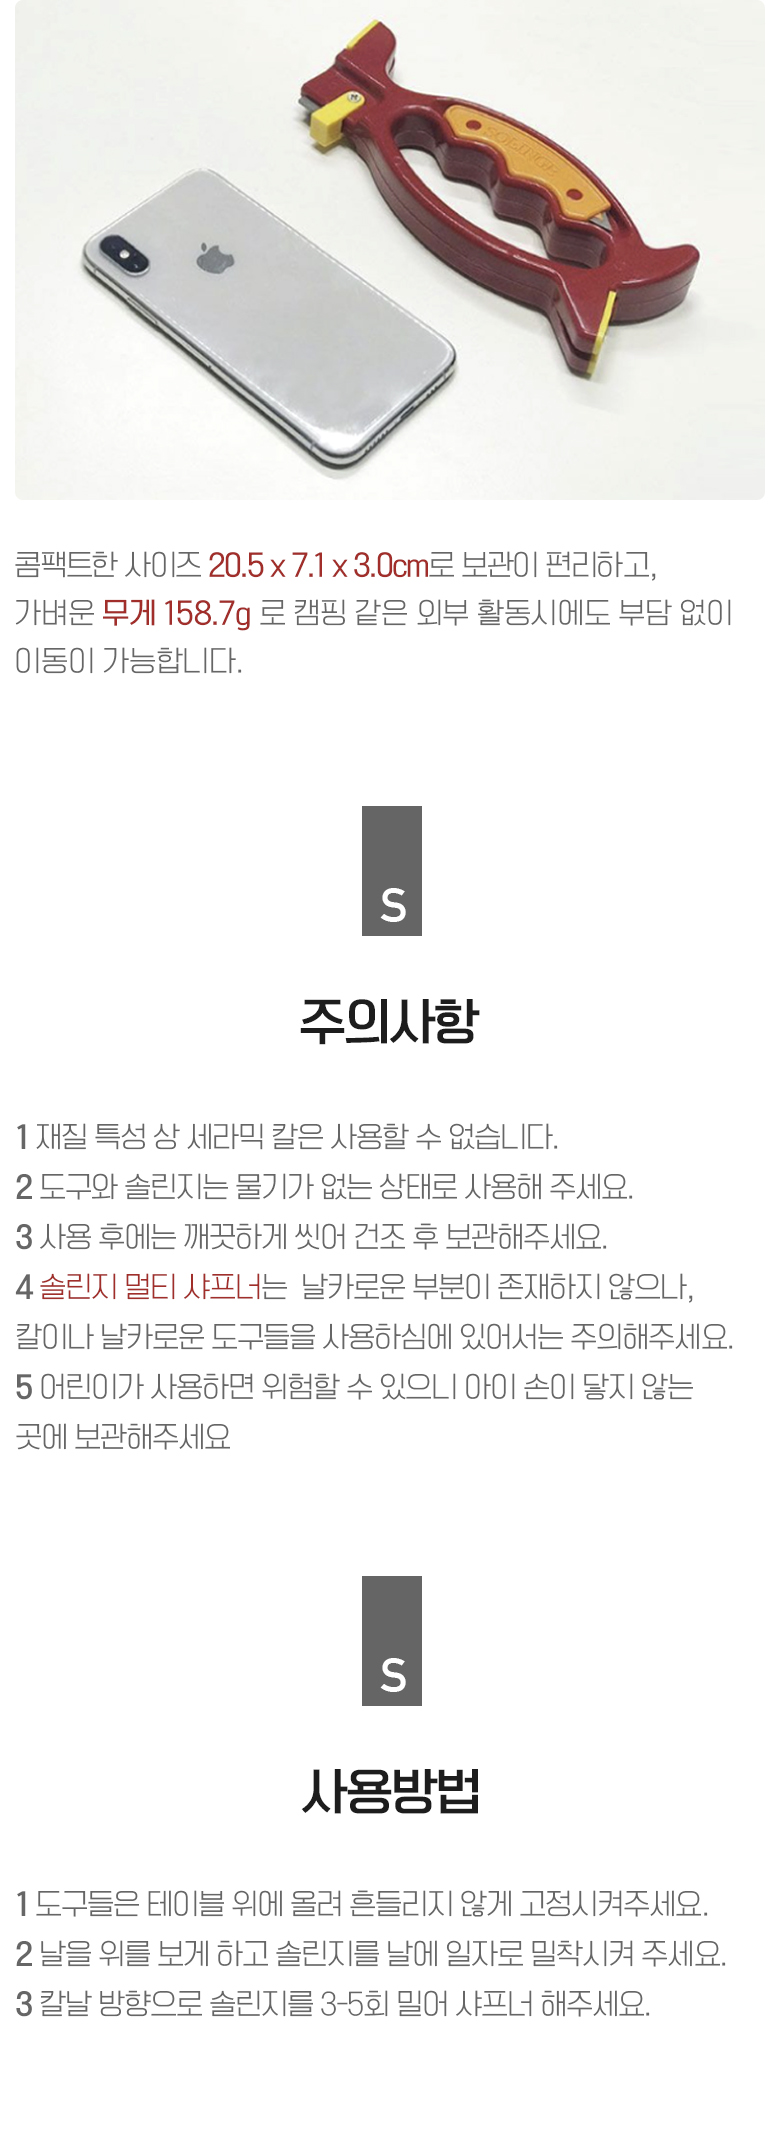 SOLINGE
콤팩트한 사이즈 20.5 x 7.1 x 3.0cm로 보관이 편리하고,
가벼운 무게 158.7g 로 캠핑 같은 외부 활동시에도 부담 없이
이동이 가능합니다.
S
주의사항
1 재질 특성 상 세라믹 칼은 사용할 수 없습니다.
2 도구와 솔린지는 물기가 없는 상태로 사용해 주세요.
3 사용 후에는 깨끗하게 씻어 건조 후 보관해주세요.
4 솔린지 멀티 샤프너는 날카로운 부분이 존재하지 않으나,
칼이나 날카로운 도구들을 사용하심에 있어서는 주의해주세요.
5 어린이가 사용하면 위험할 수 있으니 아이 손이 닿지 않는
곳에 보관해주세요
S
사용방법
1 도구들은 테이블 위에 올려 흔들리지 않게 고정시켜주세요.
2 날을 위를 보게 하고 솔린지를 날에 일자로 밀착시켜 주세요.
3 칼날 방향으로 솔린지를 3-5회 밀어 샤프너 해주세요.